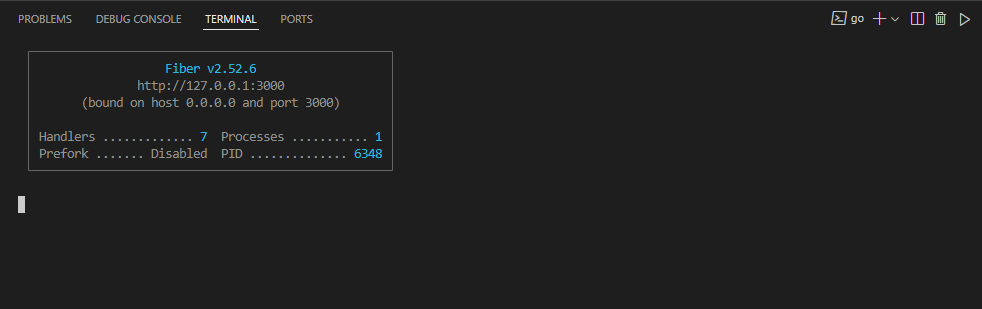 PROBLEMS DEBUG CONSOLE TERMINAL PORTS go
Fiber v2.52.6
http://127.0.0.1:3000
(bound on host 0.0.0.0 and port 3000)
Handlers ............. 7 Processes ........... 1
Prefork ....... Disabled PID .............. 6348